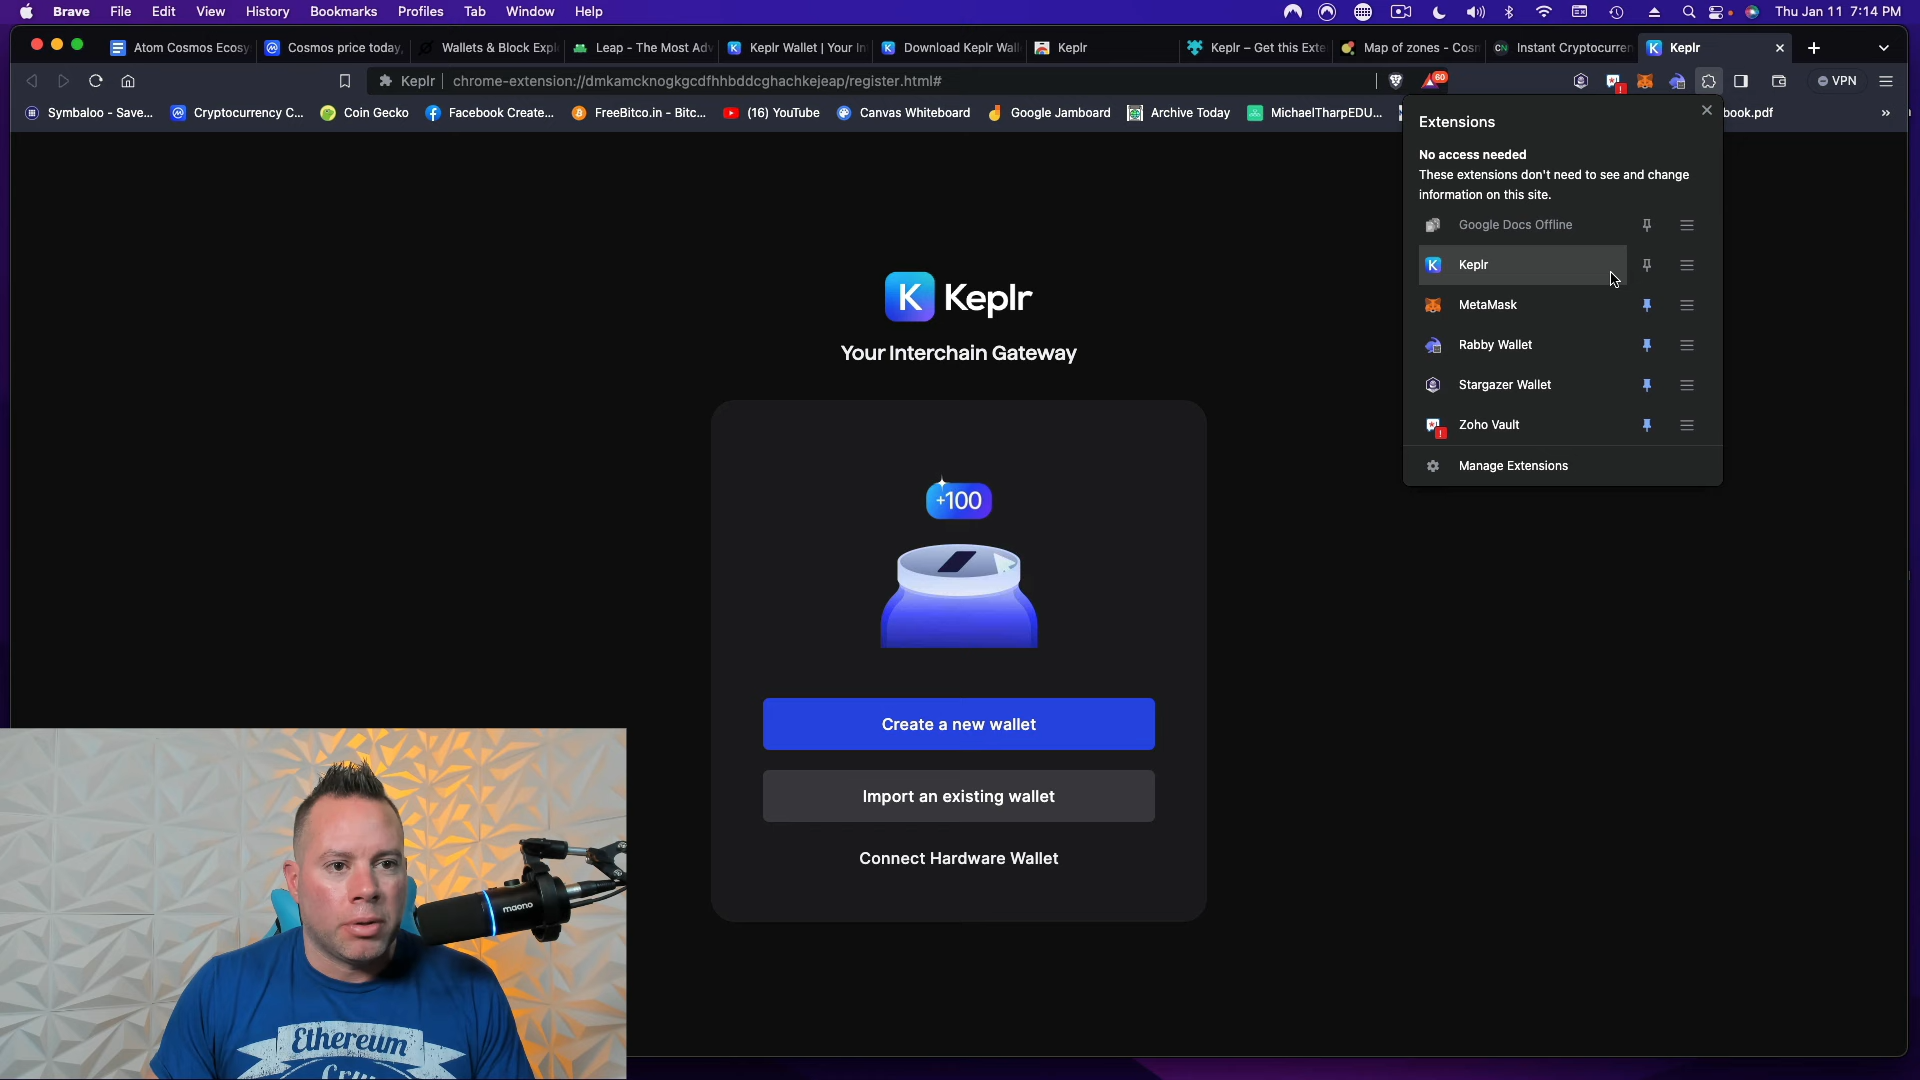 Brave File Edit View History Bookmarks Profiles Tab Window Help Thu Jan 11 7:14 PM
Atom Cosmos Ecosy Cosmos price today, Wallets & Block Expl Leap - The Most Adv Keplr Wallet | Your In Download Keplr Wall Keplr Keplr – Get this Exte Map of zones - Cosm Instant Cryptocurren Keplr
Keplr chrome-extension://dmkamcknogkgcdfhhbddcghachkejeap/register.html# 60 VPN
Symbaloo - Save... Cryptocurrency C... Coin Gecko Facebook Create... FreeBitco.in - Bitc... (16) YouTube Canvas Whiteboard Google Jamboard Archive Today MichaelTharpEDU... book.pdf »
Extensions
No access needed
These extensions don't need to see and change
information on this site.
Google Docs Offline
Keplr
MetaMask
Rabby Wallet
Stargazer Wallet
Zoho Vault
Manage Extensions
K Keplr
Your Interchain Gateway
+100
Create a new wallet
Import an existing wallet
Connect Hardware Wallet
maono
Ethereum